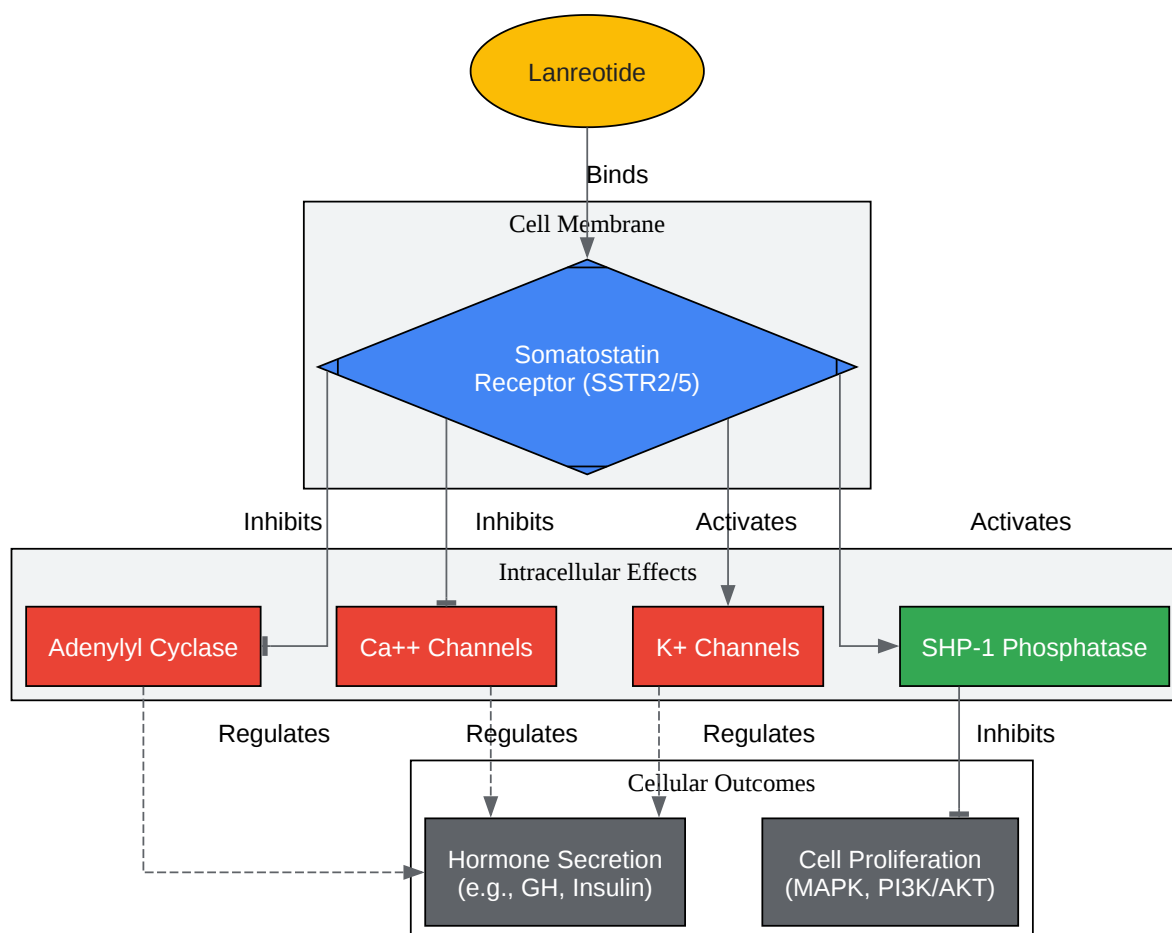 Lanreotide
Binds
Cell Membrane
Somatostatin
Receptor (SSTR2/5)
Inhibits
Inhibits
Activates
Activates
Intracellular Effects
Adenylyl Cyclase
Ca++ Channels
K+ Channels
SHP-1 Phosphatase
Regulates
Regulates
Regulates
Inhibits
Cellular Outcomes
Hormone Secretion
(e.g., GH, Insulin)
Cell Proliferation
(MAPK, PI3K/AKT)